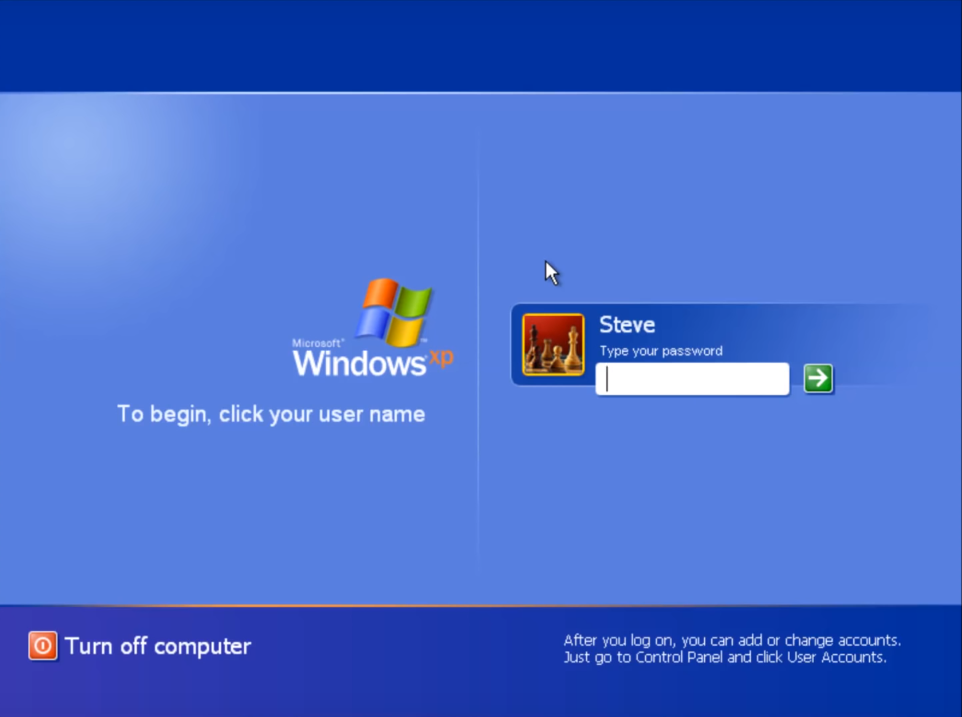 Microsoft®
Windows xp™
To begin, click your user name
Steve
Type your password
Turn off computer
After you log on, you can add or change accounts.
Just go to Control Panel and click User Accounts.